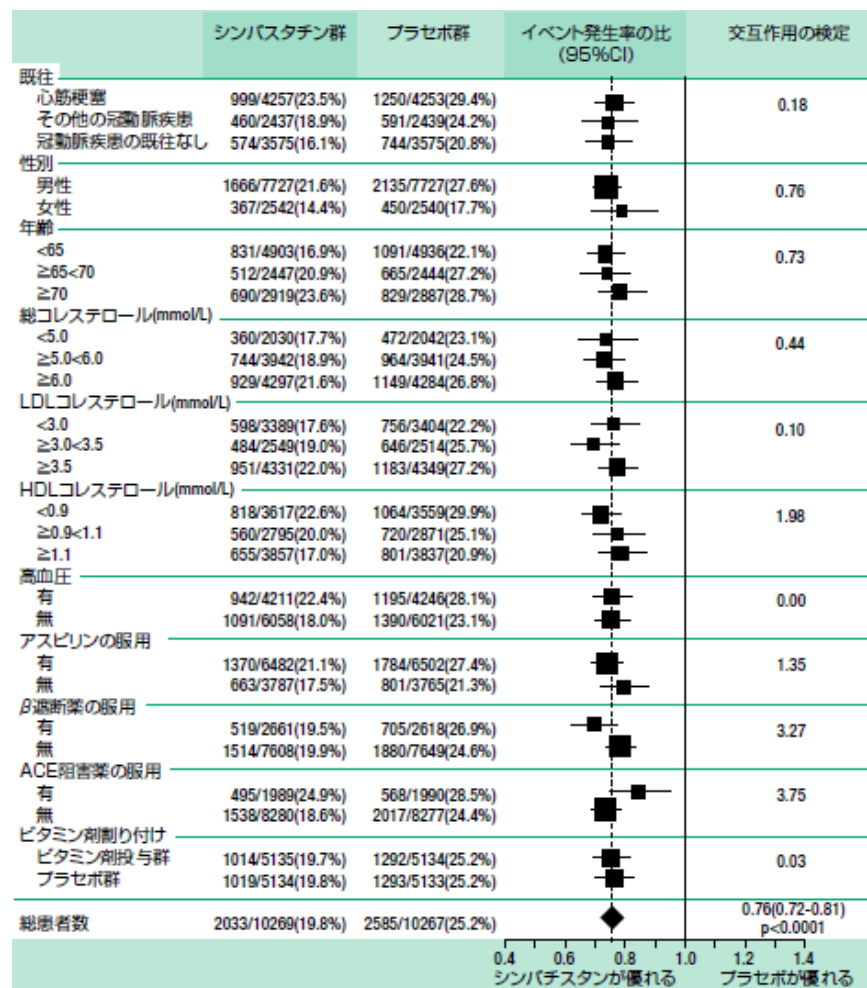 シンバスタチン群 プラセボ群 イベント発生率の比 交互作用の検定
(95%CI)
既往
心筋梗塞 999/4257(23.5%) 1250/4253(29.4%) 0.18
その他の冠動脈疾患 460/2437(18.9%) 591/2439(24.2%)
冠動脈疾患の既往なし 574/3575(16.1%) 744/3575(20.8%)
性別
男性 1666/7727(21.6%) 2135/7727(27.6%) 0.76
女性 367/2542(14.4%) 450/2540(17.7%)
年齢
<65 831/4903(16.9%) 1091/4936(22.1%) 0.73
≧65<70 512/2447(20.9%) 665/2444(27.2%)
≧70 690/2919(23.6%) 829/2887(28.7%)
総コレステロール(mmol/L)
<5.0 360/2030(17.7%) 472/2042(23.1%) 0.44
≧5.0<6.0 744/3942(18.9%) 964/3941(24.5%)
≧6.0 929/4297(21.6%) 1149/4284(26.8%)
LDLコレステロール(mmol/L)
<3.0 598/3389(17.6%) 756/3404(22.2%) 0.10
≧3.0<3.5 484/2549(19.0%) 646/2514(25.7%)
≧3.5 951/4331(22.0%) 1183/4349(27.2%)
HDLコレステロール(mmol/L)
<0.9 818/3617(22.6%) 1064/3559(29.9%) 1.98
≧0.9<1.1 560/2795(20.0%) 720/2871(25.1%)
≧1.1 655/3857(17.0%) 801/3837(20.9%)
高血圧
有 942/4211(22.4%) 1195/4246(28.1%) 0.00
無 1091/6058(18.0%) 1390/6021(23.1%)
アスピリンの服用
有 1370/6482(21.1%) 1784/6502(27.4%) 1.35
無 663/3787(17.5%) 801/3765(21.3%)
β遮断薬の服用
有 519/2661(19.5%) 705/2618(26.9%) 3.27
無 1514/7608(19.9%) 1880/7649(24.6%)
ACE阻害薬の服用
有 495/1989(24.9%) 568/1990(28.5%) 3.75
無 1538/8280(18.6%) 2017/8277(24.4%)
ビタミン剤割り付け
ビタミン剤投与群 1014/5135(19.7%) 1292/5134(25.2%) 0.03
プラセボ群 1019/5134(19.8%) 1293/5133(25.2%)
総患者数 2033/10269(19.8%) 2585/10267(25.2%) 0.76(0.72-0.81)
p<0.0001
0.4 0.6 0.8 1.0 1.2 1.4
シンバチスタンが優れる プラセボが優れる